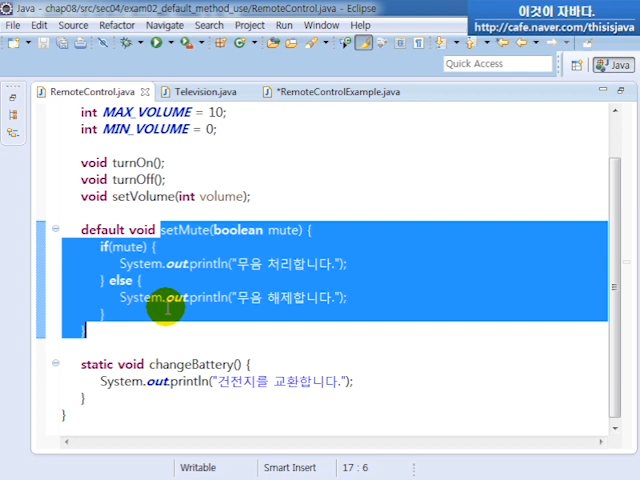 Java - chap08/src/sec04/exam02_default_method_use/RemoteControl.java - Eclipse
이것이 자바다.
http://cafe.naver.com/thisisjava
File Edit Source Refactor Navigate Search Project Run Window Help
Quick Access
Java
RemoteControl.java Television.java *RemoteControlExample.java
int MAX_VOLUME = 10;
int MIN_VOLUME = 0;
void turnOn();
void turnOff();
void setVolume(int volume);
default void setMute(boolean mute) {
if(mute) {
System.out.println("무음 처리합니다.");
} else {
System.out.println("무음 해제합니다.");
}
}
static void changeBattery() {
System.out.println("건전지를 교환합니다.");
}
}
Writable Smart Insert 17 : 6